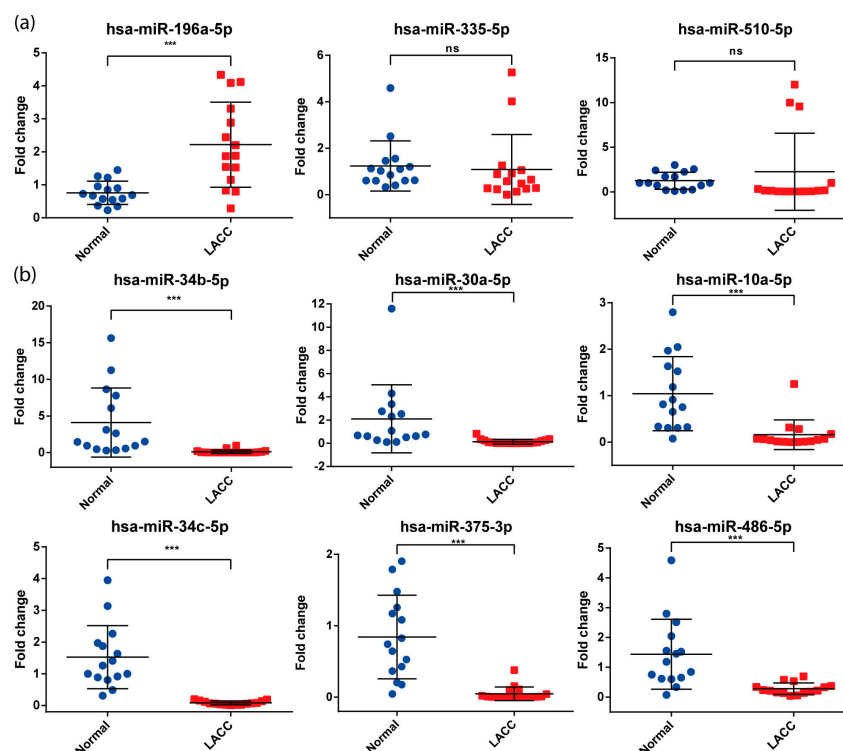 (a)
hsa-miR-196a-5p
***
Fold change
5
4
3
2
1
0
Normal
LACC
hsa-miR-335-5p
ns
Fold change
6
4
2
0
Normal
LACC
hsa-miR-510-5p
ns
Fold change
15
10
5
0
Normal
LACC
(b)
hsa-miR-34b-5p
***
Fold change
20
15
10
5
0
Normal
LACC
hsa-miR-30a-5p
***
Fold change
12
10
8
6
4
2
0
-2
Normal
LACC
hsa-miR-10a-5p
***
Fold change
3
2
1
0
Normal
LACC
hsa-miR-34c-5p
***
Fold change
5
4
3
2
1
0
Normal
LACC
hsa-miR-375-3p
***
Fold change
2
1
0
Normal
LACC
hsa-miR-486-5p
***
Fold change
5
4
3
2
1
0
Normal
LACC